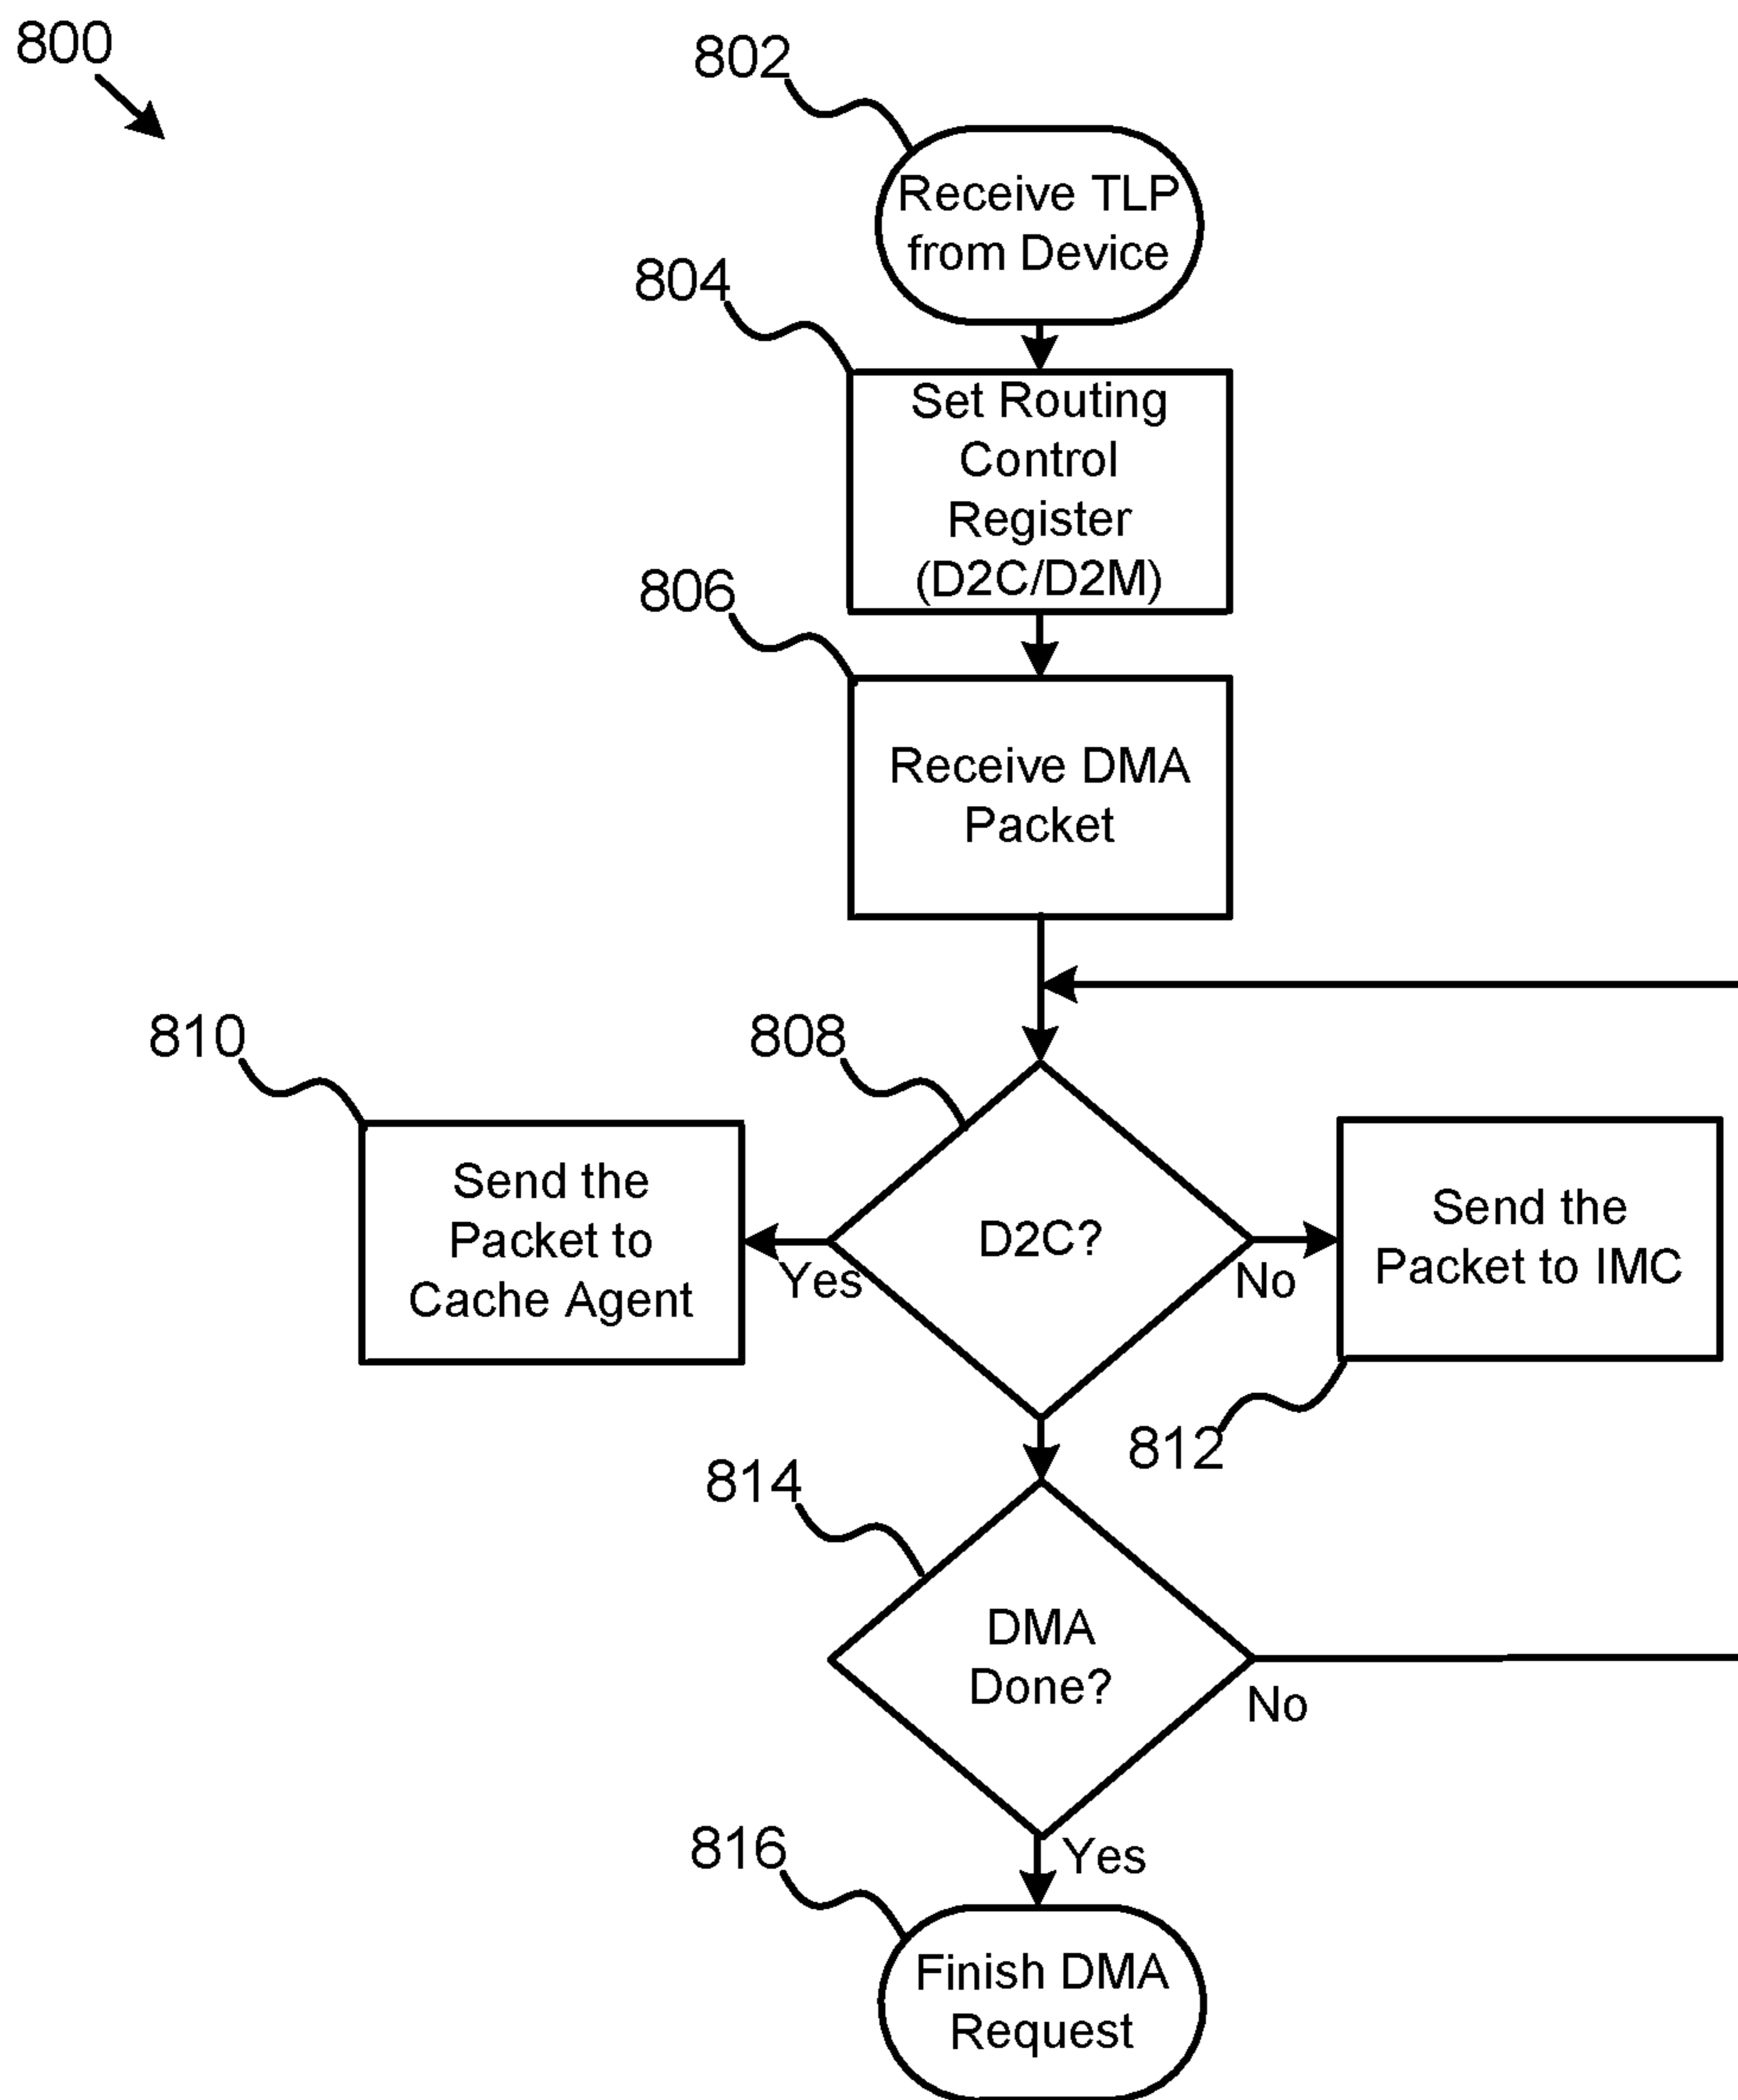 800
802
Receive TLP
from Device
804
Set Routing
Control
Register
(D2C/D2M)
806
Receive DMA
Packet
810
808
Send the
Packet to
Cache Agent
D2C?
Send the
Packet to IMC
Yes
No
812
814
DMA
Done?
No
816
Yes
Finish DMA
Request